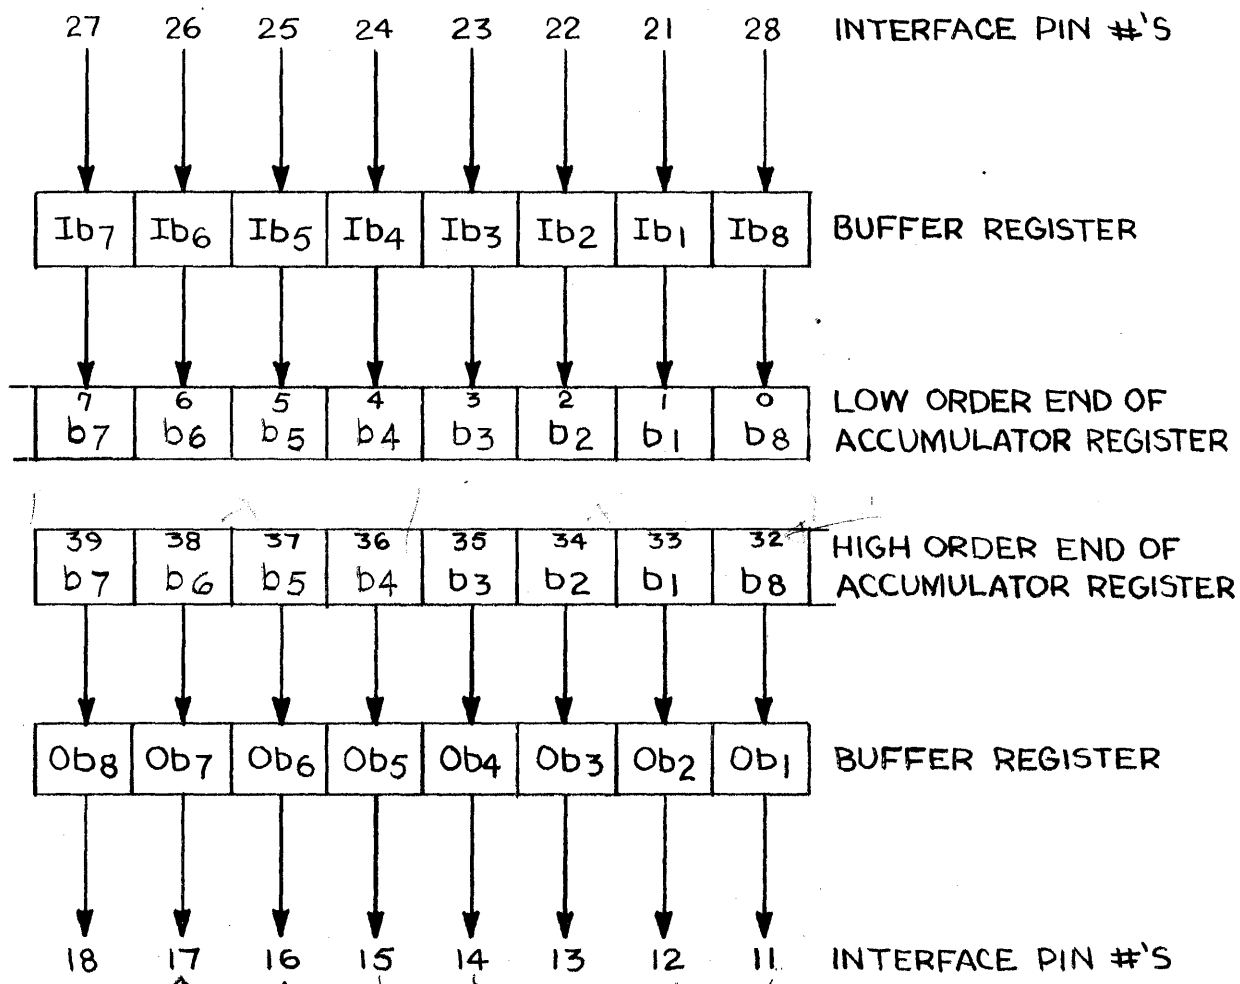 27 26 25 24 23 22 21 28 INTERFACE PIN #'S
Ib7 Ib6 Ib5 Ib4 Ib3 Ib2 Ib1 Ib8 BUFFER REGISTER
7 6 5 4 3 2 1 0 LOW ORDER END OF
b7 b6 b5 b4 b3 b2 b1 b8 ACCUMULATOR REGISTER
39 38 37 36 35 34 33 32 HIGH ORDER END OF
b7 b6 b5 b4 b3 b2 b1 b8 ACCUMULATOR REGISTER
Ob8 Ob7 Ob6 Ob5 Ob4 Ob3 Ob2 Ob1 BUFFER REGISTER
18 17 16 15 14 13 12 11 INTERFACE PIN #'S